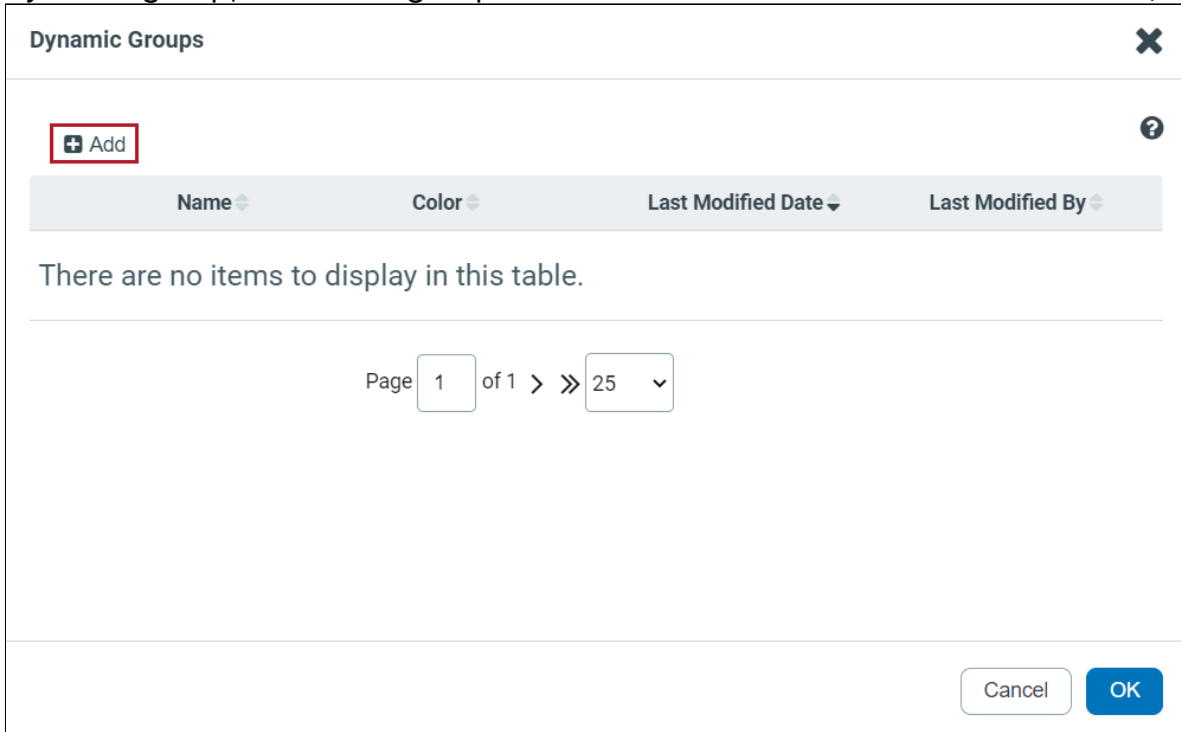 Dynamic Groups
Add
Name Color Last Modified Date Last Modified By
There are no items to display in this table.
Page 1 of 1 25
Cancel OK